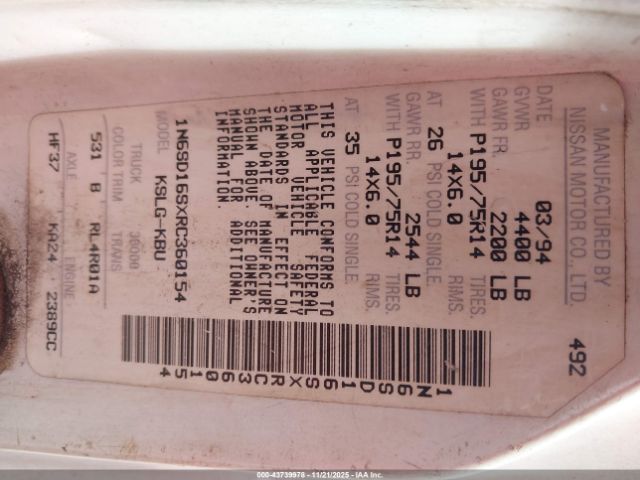 MANUFACTURED BY
NISSAN MOTOR CO., LTD. 492
DATE 03/94
GVWR 4400 LB
GAWR FR. 2200 LB
WITH P195/75R14 TIRES.
14X6.0 RIMS.
AT 26 PSI COLD SINGLE.
GAWR RR. 2544 LB
WITH P195/75R14 TIRES.
14X6.0 RIMS.
AT 35 PSI COLD SINGLE.
THIS VEHICLE CONFORMS TO
ALL APPLICABLE FEDERAL
MOTOR VEHICLE SAFETY
STANDARDS IN EFFECT ON
THE DATE OF MANUFACTURE
SHOWN ABOVE. SEE OWNER'S
MANUAL FOR ADDITIONAL
INFORMATION.
1N6SD16SXRC360154
1N6SD16SXRC360154
MODEL KSLG-KBU
TRUCK 30000
COLOR TRIM TRANS
531 B RL4R01A
AXLE ENGINE
HF37 KA24 2389CC
000-43739978 - 11/21/2025 - Copyright © 2025 IAA, Inc.